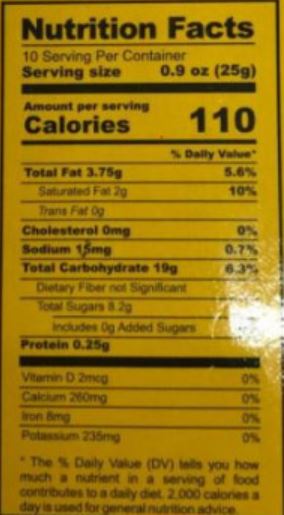 Nutrition Facts
10 Serving Per Container
Serving size 0.9 oz (25g)
Amount per serving
Calories 110
% Daily Value*
Total Fat 3.75g 5.6%
Saturated Fat 2g 10%
Trans Fat 0g
Cholesterol 0mg 0%
Sodium 15mg 0.7%
Total Carbohydrate 19g 6.3%
Dietary Fiber not Significant
Total Sugars 8.2g
Includes 0g Added Sugars
Protein 0.25g
Vitamin D 2mcg 0%
Calcium 260mg 0%
Iron 8mg 0%
Potassium 235mg 0%
* The % Daily Value (DV) tells you how
much a nutrient in a serving of food
contributes to a daily diet. 2,000 calories a
day is used for general nutrition advice.